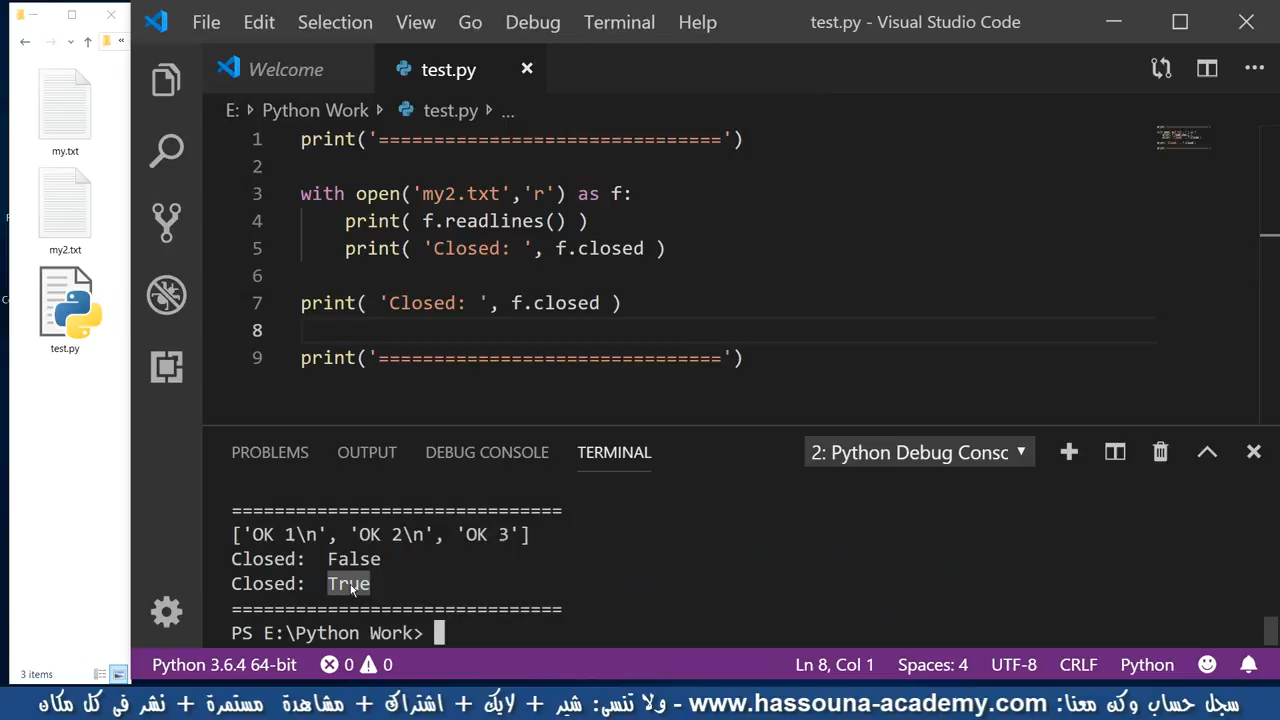 File Edit Selection View Go Debug Terminal Help
test.py - Visual Studio Code
Welcome
test.py
E: Python Work test.py ...
my.txt
my2.txt
test.py
3 items
1 print('===============================')
2
3 with open('my2.txt','r') as f:
4 print( f.readlines() )
5 print( 'Closed: ', f.closed )
6
7 print( 'Closed: ', f.closed )
8
9 print('===============================')
PROBLEMS OUTPUT DEBUG CONSOLE TERMINAL
2: Python Debug Consc
===============================
['OK 1\n', 'OK 2\n', 'OK 3']
Closed:  False
Closed:  True
===============================
PS E:\Python Work>
Python 3.6.4 64-bit 0 0 Ln 8, Col 1 Spaces: 4 UTF-8 CRLF Python
سجل حساب وكن معنا: www.hassouna-academy.com - ولا تنسى: شير + لايك + اشتراك + مشاهدة مستمرة + نشر فى كل مكان